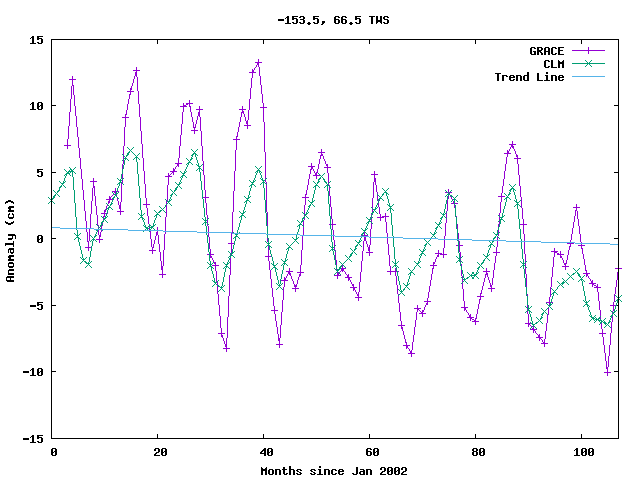 -153.5, 66.5 TWS
15
10
5
0
-5
-10
-15
Anomaly (cm)
GRACE
CLM
Trend Line
0 20 40 60 80 100
Months since Jan 2002